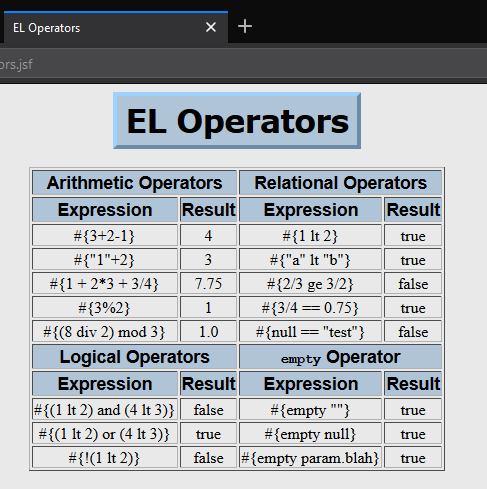 EL Operators
ors.jsf
EL Operators
Arithmetic Operators Relational Operators
Expression Result Expression Result
#{3+2-1} 4 #{1 lt 2} true
#{"1"+2} 3 #{"a" lt "b"} true
#{1 + 2*3 + 3/4} 7.75 #{2/3 ge 3/2} false
#{3%2} 1 #{3/4 == 0.75} true
#{(8 div 2) mod 3} 1.0 #{null == "test"} false
Logical Operators empty Operator
Expression Result Expression Result
#{(1 lt 2) and (4 lt 3)} false #{empty ""} true
#{(1 lt 2) or (4 lt 3)} true #{empty null} true
#{!(1 lt 2)} false #{empty param.blah} true